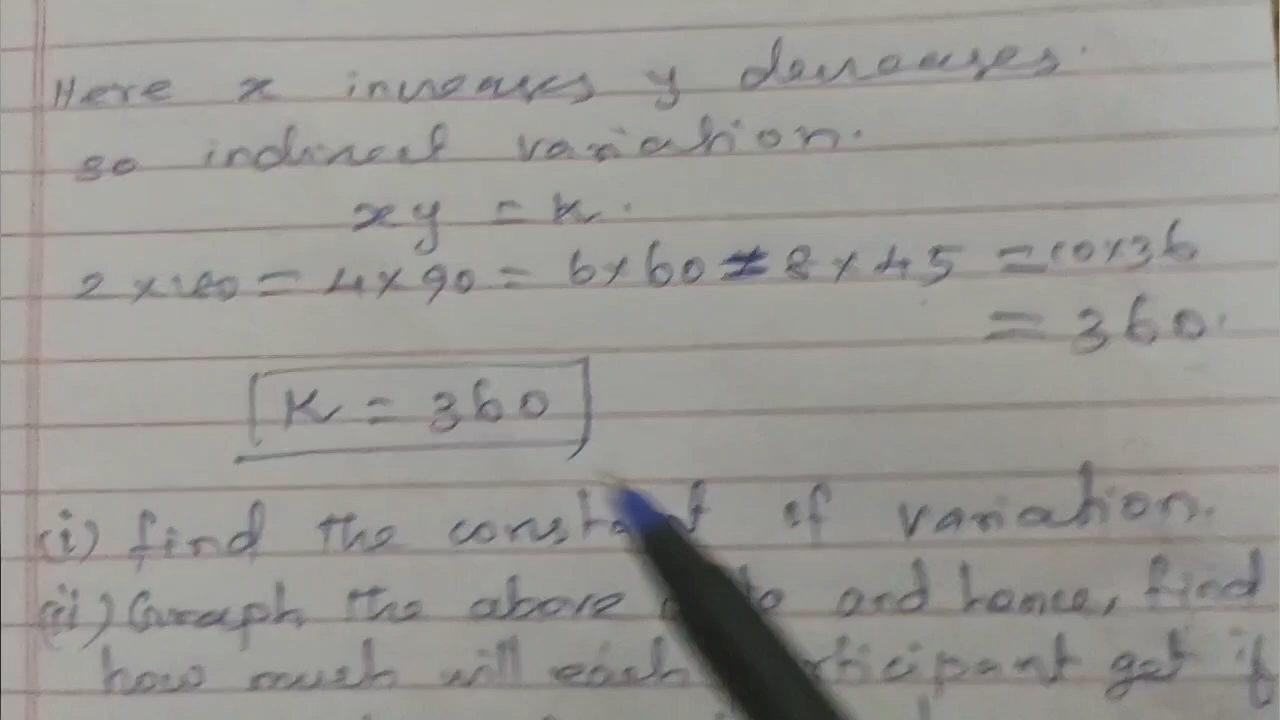 Here x increases y decreases.
so indirect variation.
xy = K.
2 x 180 = 4 x 90 = 6 x 60 = 8 x 45 = 10 x 36
= 360.
K = 360
(i) find the constant of variation.
(ii) Graph the above and hence, find
how much will each participant get if